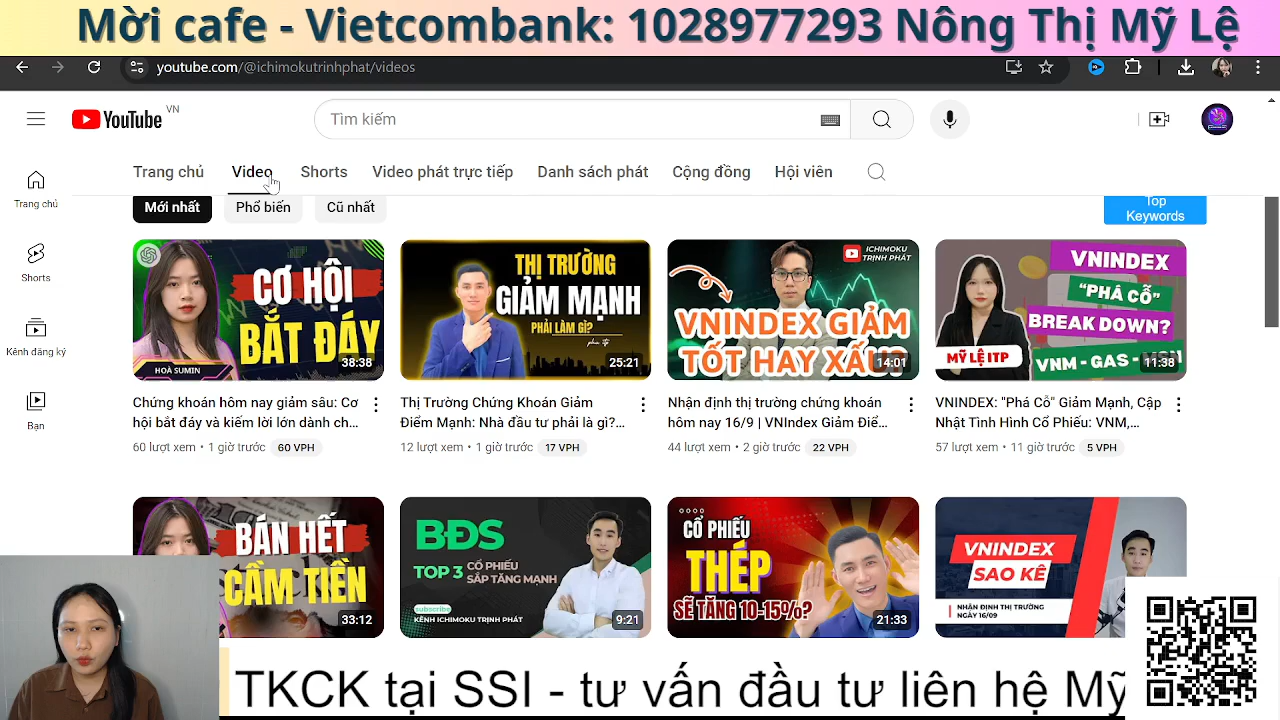 Mời cafe - Vietcombank: 1028977293 Nông Thị Mỹ Lệ
youtube.com/@ichimokutrinhphat/videos
YouTube VN
Tìm kiếm
Trang chủ
Video
Shorts
Video phát trực tiếp
Danh sách phát
Cộng đồng
Hội viên
Trang chủ
Shorts
Kênh đăng ký
Bạn
Mới nhất
Phổ biến
Cũ nhất
Top
Keywords
CƠ HỘI
BẮT ĐÁY
HOÀ SUMIN
38:38
THỊ TRƯỜNG
GIẢM MẠNH
PHẢI LÀM GÌ?
25:21
ICHIMOKU
TRỊNH PHÁT
VNINDEX GIẢM
TỐT HAY XẤU?
14:01
VNINDEX
"PHÁ CỖ"
BREAK DOWN?
MỸ LỆ ITP
VNM - GAS -
11:38
Chứng khoán hôm nay giảm sâu: Cơ
hội bắt đáy và kiếm lời lớn dành ch...
60 lượt xem • 1 giờ trước 60 VPH
Thị Trường Chứng Khoán Giảm
Điểm Mạnh: Nhà đầu tư phải là gì?...
12 lượt xem • 1 giờ trước 17 VPH
Nhận định thị trường chứng khoán
hôm nay 16/9 | VNIndex Giảm Điể...
44 lượt xem • 2 giờ trước 22 VPH
VNINDEX: "Phá Cỗ" Giảm Mạnh, Cập
Nhật Tình Hình Cổ Phiếu: VNM,...
57 lượt xem • 11 giờ trước 5 VPH
BÁN HẾT
CẦM TIỀN
33:12
BĐS
TOP 3 CỔ PHIẾU
SẮP TĂNG MẠNH
subscribe
KÊNH ICHIMOKU TRỊNH PHÁT
9:21
CỔ PHIẾU
THÉP
SẼ TĂNG 10-15%?
21:33
VNINDEX
SAO KÊ
NHẬN ĐỊNH THỊ TRƯỜNG
NGÀY 16/09
TKCK tại SSI - tư vấn đầu tư liên hệ Mỹ